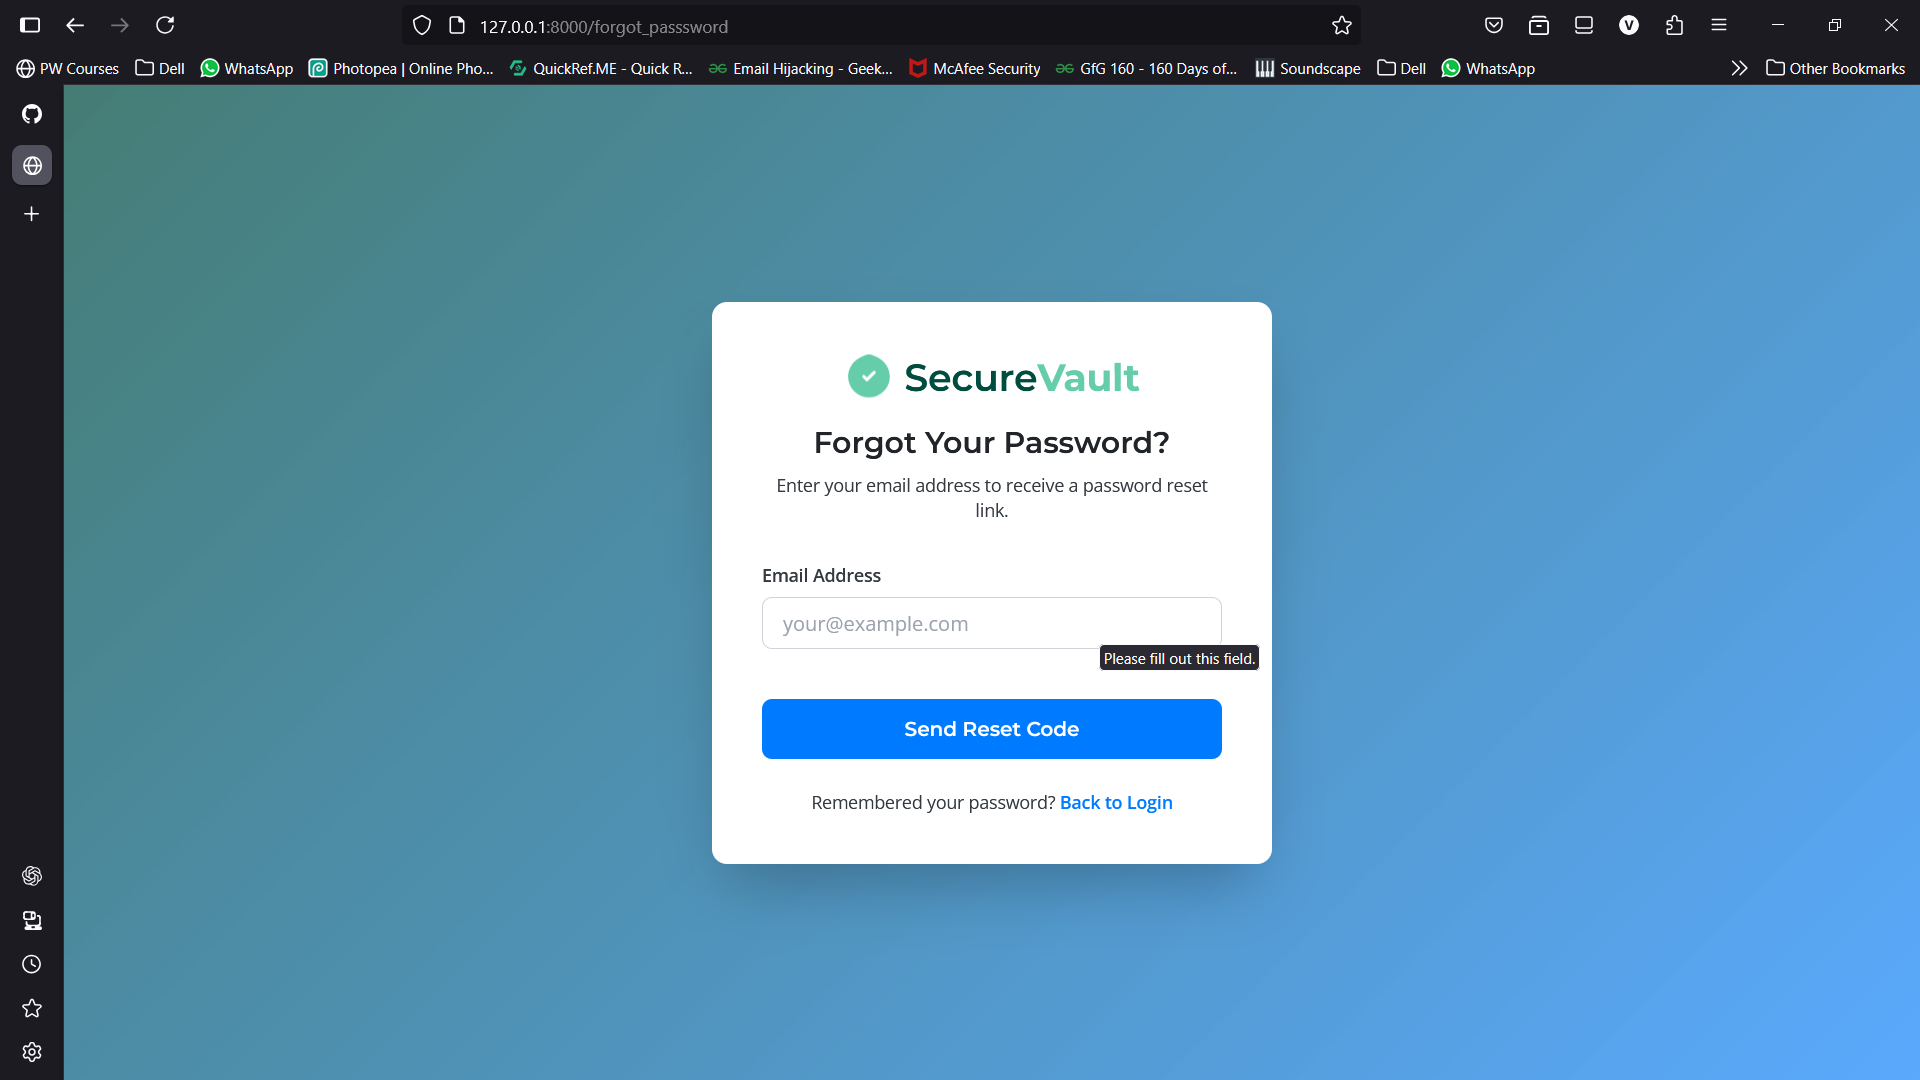 127.0.0.1:8000/forgot_passsword
V
PW Courses Dell WhatsApp Photopea | Online Pho... QuickRef.ME - Quick R... Email Hijacking - Geek... McAfee Security GfG 160 - 160 Days of... Soundscape Dell WhatsApp Other Bookmarks
SecureVault
Forgot Your Password?
Enter your email address to receive a password reset
link.
Email Address
your@example.com
Please fill out this field.
Send Reset Code
Remembered your password? Back to Login